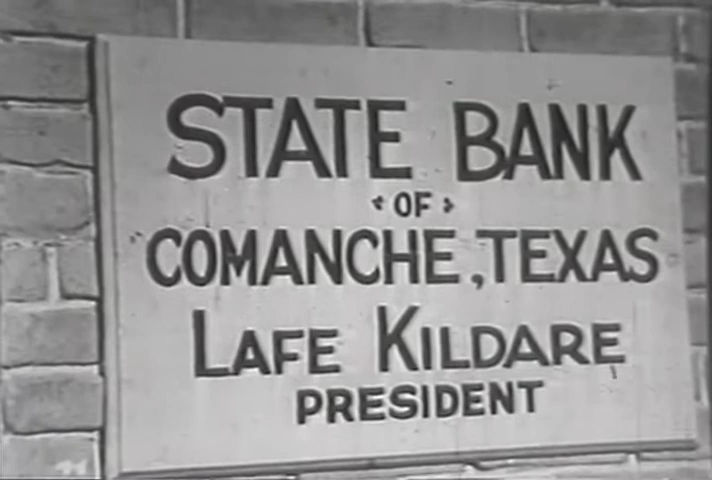 STATE BANK
OF
COMANCHE, TEXAS
LAFE KILDARE
PRESIDENT